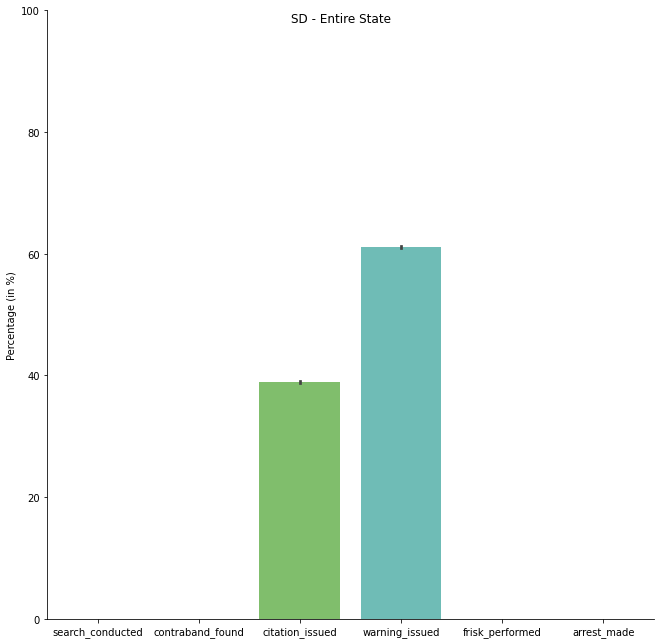 SD - Entire State
Percentage (in %)
100
80
60
40
20
0
search_conducted
contraband_found
citation_issued
warning_issued
frisk_performed
arrest_made